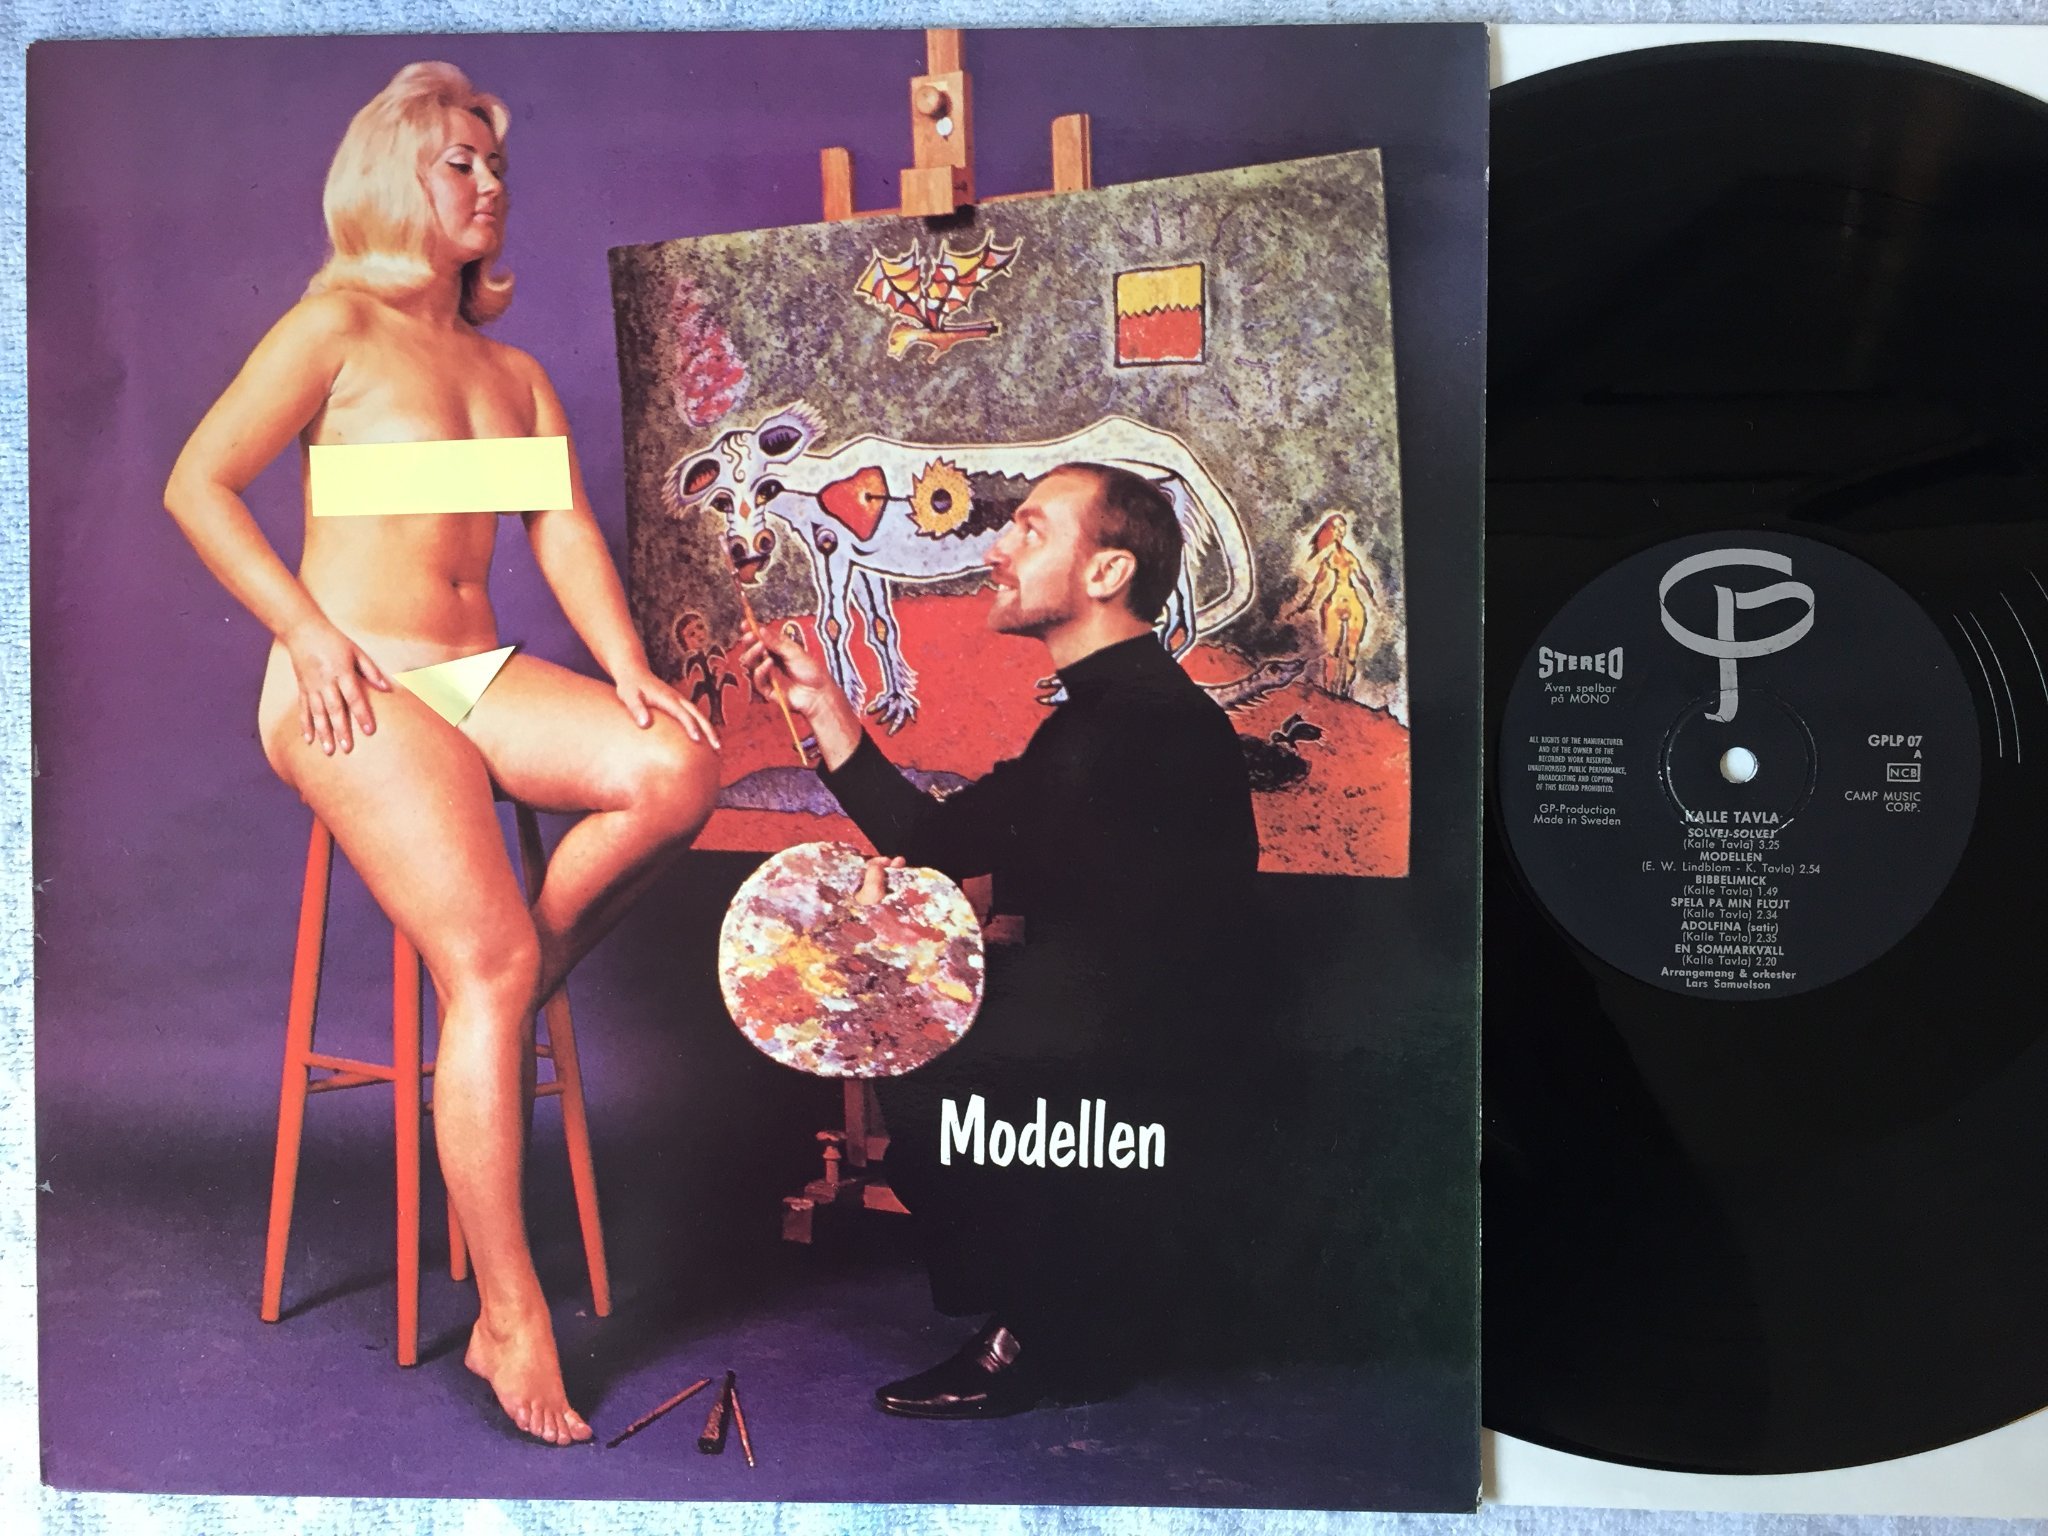 Modellen
STEREO
Även spelbar
på MONO
ALL RIGHTS OF THE MANUFACTURER
AND OF THE OWNER OF THE
RECORDED WORK RESERVED.
UNAUTHORISED PUBLIC PERFORMANCE,
BROADCASTING AND COPYING
OF THIS RECORD PROHIBITED.
GP-Production
Made in Sweden
GPLP 07
A
NCB
CAMP MUSIC
CORP.
KALLE TAVLA
SOLVEJ-SOLVEJ
(Kalle Tavla) 3.25
MODELLEN
(E. W. Lindblom - K. Tavla) 2.54
BIBBELIMICK
(Kalle Tavla) 1.49
SPELA PÅ MIN FLÖJT
(Kalle Tavla) 2.34
ADOLFINA (satir)
(Kalle Tavla) 2.35
EN SOMMARKVÄLL
(Kalle Tavla) 2.20
Arrangemang & orkester
Lars Samuelson